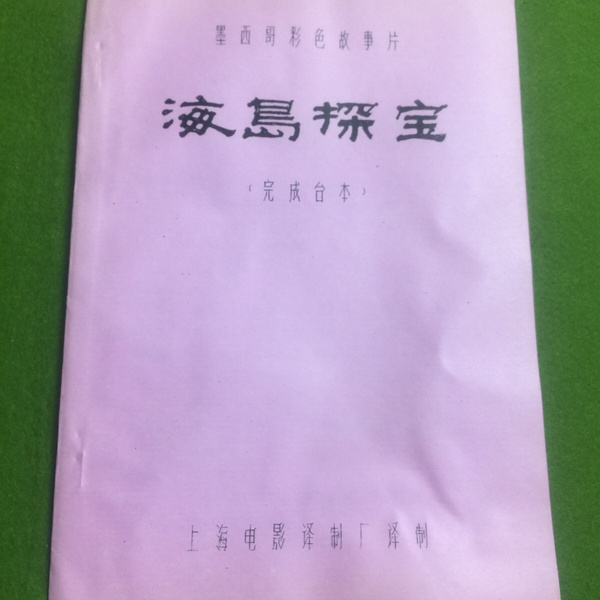 墨西哥彩色故事片
海島探宝
（完成台本）
上海电影译制厂译制